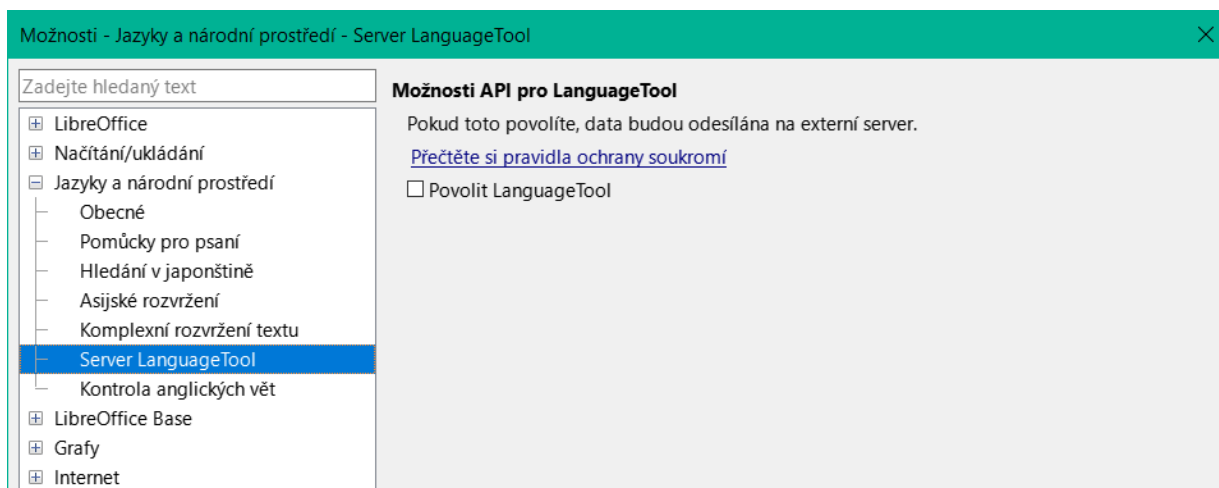 Možnosti - Jazyky a národní prostředí - Server LanguageTool
Zadejte hledaný text
LibreOffice
Načítání/ukládání
Jazyky a národní prostředí
Obecné
Pomůcky pro psaní
Hledání v japonštině
Asijské rozvržení
Komplexní rozvržení textu
Server LanguageTool
Kontrola anglických vět
LibreOffice Base
Grafy
Internet
Možnosti API pro LanguageTool
Pokud toto povolíte, data budou odesílána na externí server.
Přečtěte si pravidla ochrany soukromí
Povolit LanguageTool